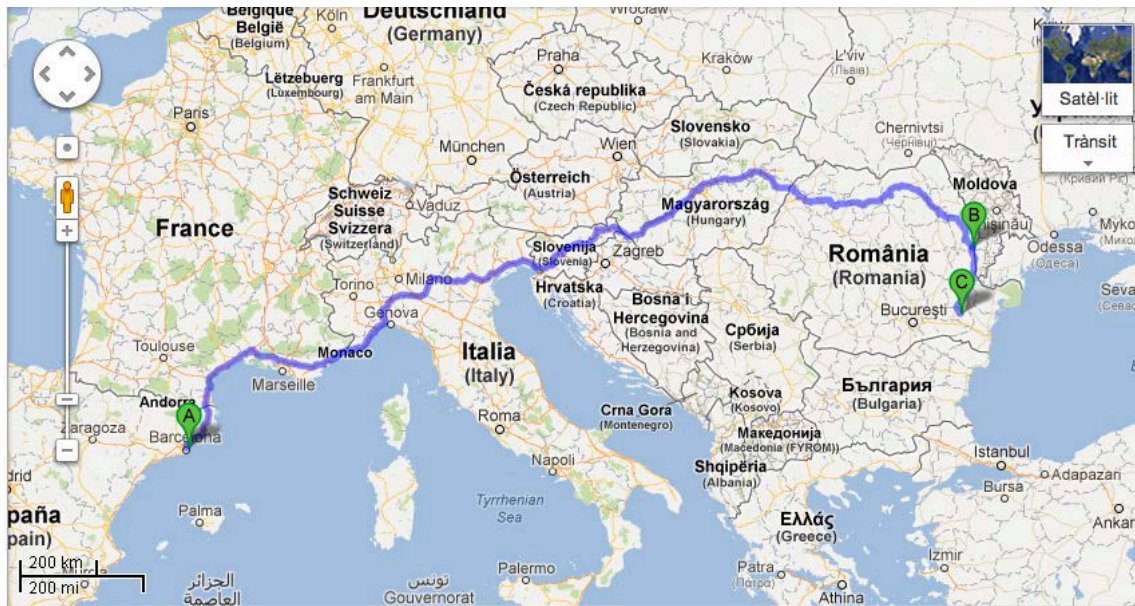 Belgique
België
(Belgium)
Köln
Deutschland
(Germany)
Wrocław
Praha
Kraków
L'viv
(Львів)
Lëtzebuerg
(Luxembourg)
Frankfurt
am Main
Česká republika
(Czech Republic)
Satèl·lit
Paris
Slovensko
(Slovakia)
Chernivtsi
(Чернівці)
Trànsit
München
Wien
(Кривий Ріг)
Österreich
(Austria)
Moldova
Schweiz
Suisse
Svizzera
(Switzerland)
Vaduz
Magyarország
(Hungary)
B
France
Slovenija
(Slovenia)
Zagreb
România
(Romania)
Odessa
(Одеса)
Milano
Torino
Hrvatska
(Croatia)
C
Genova
Bosna i
Hercegovina
(Bosnia and
Herzegovina)
Србија
(Serbia)
București
Toulouse
Monaco
Marseille
Italia
(Italy)
Andorra
A
Kosova
(Kosovo)
България
(Bulgaria)
Zaragoza
Barcelona
Roma
Crna Gora
(Montenegro)
Македонија
(Macedonia (FYROM))
Istanbul
Adapazarı
Napoli
Shqipëria
(Albania)
Bursa
Palma
Tyrrhenian
Sea
Ελλάς
(Greece)
200 km
200 mi
الجزائر
العاصمة
تونس
Gouvernorat
Palermo
Patra
(Πάτρα)
Izmir
Athina